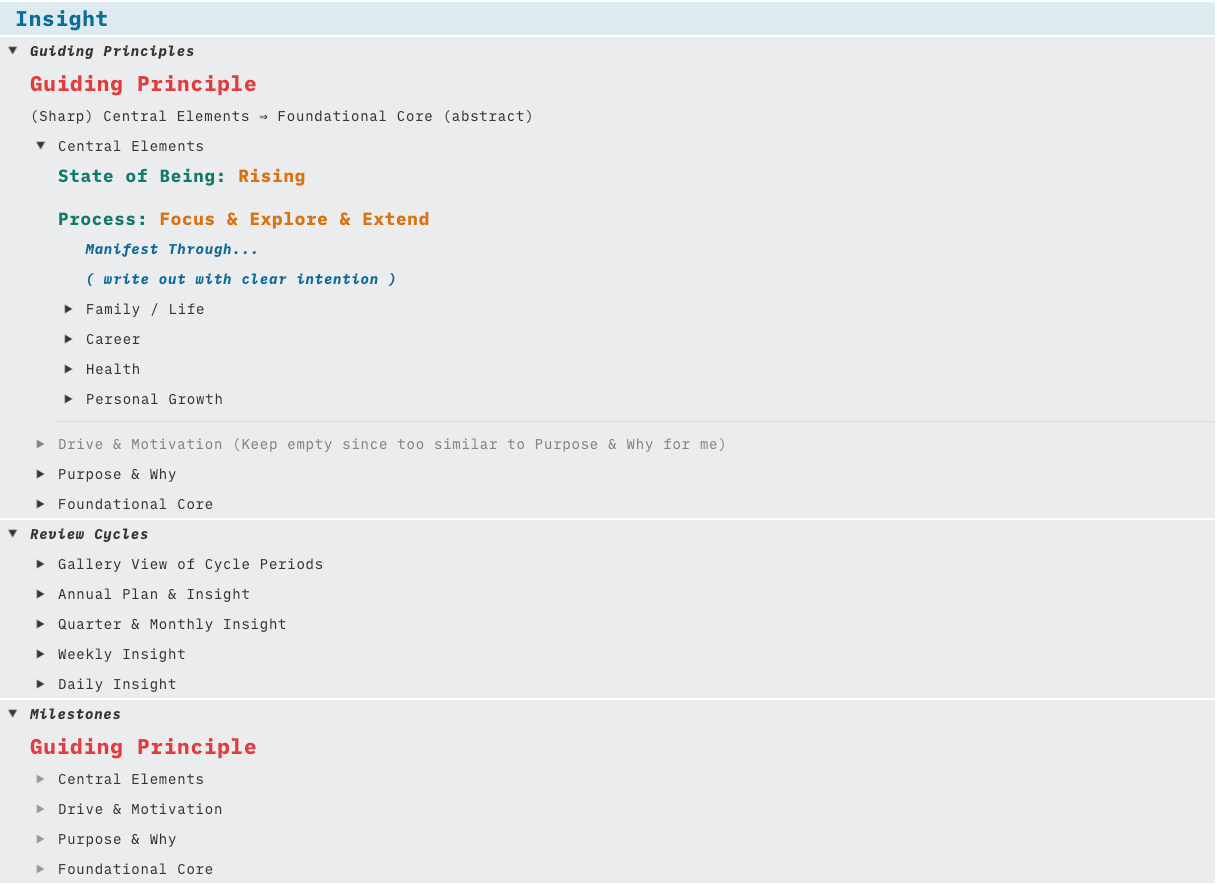 Insight
Guiding Principles
Guiding Principle
(Sharp) Central Elements ⇒ Foundational Core (abstract)
Central Elements
State of Being: Rising
Process: Focus & Explore & Extend
Manifest Through...
( write out with clear intention )
Family / Life
Career
Health
Personal Growth
Drive & Motivation (Keep empty since too similar to Purpose & Why for me)
Purpose & Why
Foundational Core
Review Cycles
Gallery View of Cycle Periods
Annual Plan & Insight
Quarter & Monthly Insight
Weekly Insight
Daily Insight
Milestones
Guiding Principle
Central Elements
Drive & Motivation
Purpose & Why
Foundational Core